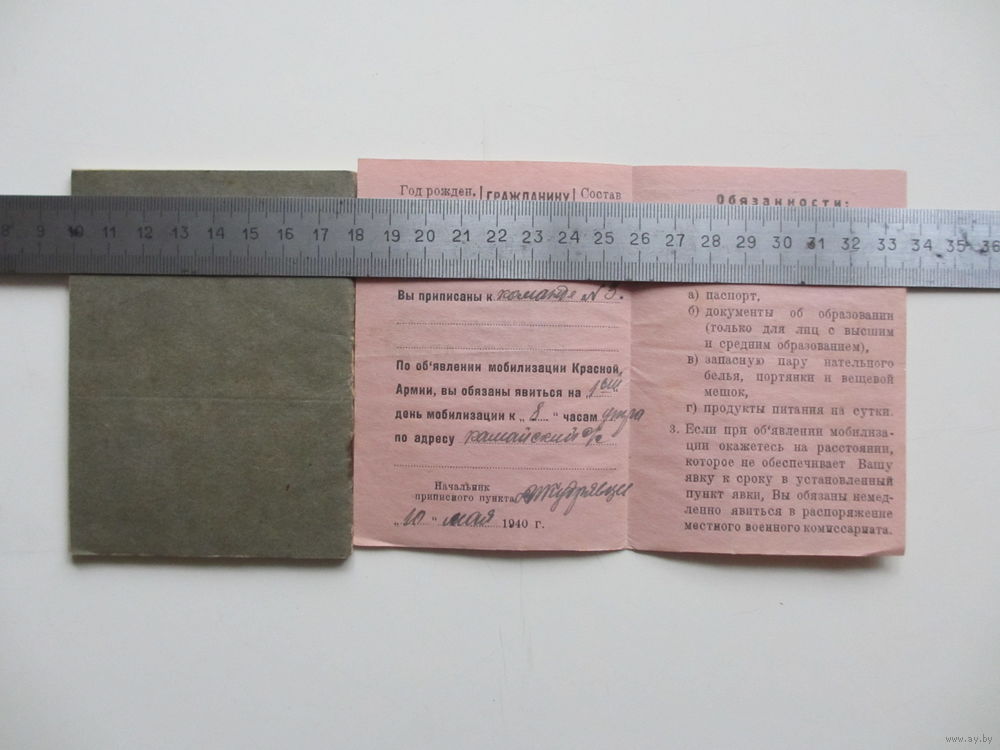 Год рожден. | ГРАЖДАНИНУ | Состав
Обязанности:
8 9 10 11 12 13 14 15 16 17 18 19 20 21 22 23 24 25 26 27 28 29 30 31 32 33 34 35 36
Вы приписаны к команде № 3.
По об'явлении мобилизации Красной
Армии, вы обязаны явиться на 1ый
день мобилизации к „ 8 “ часам утра
по адресу камайский с/с
Начальник
приписного пункта
„10“ мая 1940 г.
а) паспорт,
б) документы об образовании
(только для лиц с высшим
и средним образованием),
в) запасную пару нательного
белья, портянки и вещевой
мешок,
г) продукты питания на сутки.
3. Если при об'явлении мобилиза-
ции окажетесь на расстоянии,
которое не обеспечивает Вашу
явку к сроку в установленный
пункт явки, Вы обязаны немед-
ленно явиться в распоряжение
местного военного комиссариата.
www.ay.by